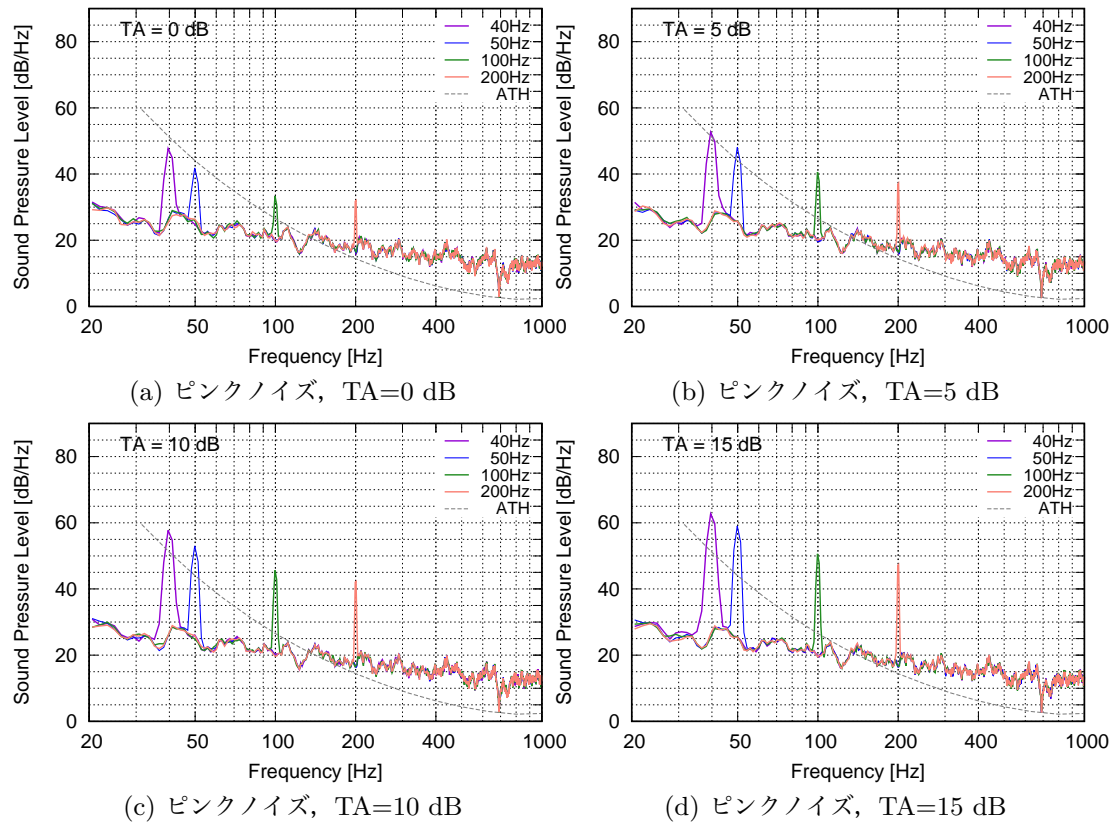 TA = 0 dB
40Hz
50Hz
100Hz
200Hz
ATH
Sound Pressure Level [dB/Hz]
80
60
40
20
0
20 50 100 200 400 1000
Frequency [Hz]
(a) ピンクノイズ，TA=0 dB
TA = 5 dB
40Hz
50Hz
100Hz
200Hz
ATH
Sound Pressure Level [dB/Hz]
80
60
40
20
0
20 50 100 200 400 1000
Frequency [Hz]
(b) ピンクノイズ，TA=5 dB
TA = 10 dB
40Hz
50Hz
100Hz
200Hz
ATH
Sound Pressure Level [dB/Hz]
80
60
40
20
0
20 50 100 200 400 1000
Frequency [Hz]
(c) ピンクノイズ，TA=10 dB
TA = 15 dB
40Hz
50Hz
100Hz
200Hz
ATH
Sound Pressure Level [dB/Hz]
80
60
40
20
0
20 50 100 200 400 1000
Frequency [Hz]
(d) ピンクノイズ，TA=15 dB